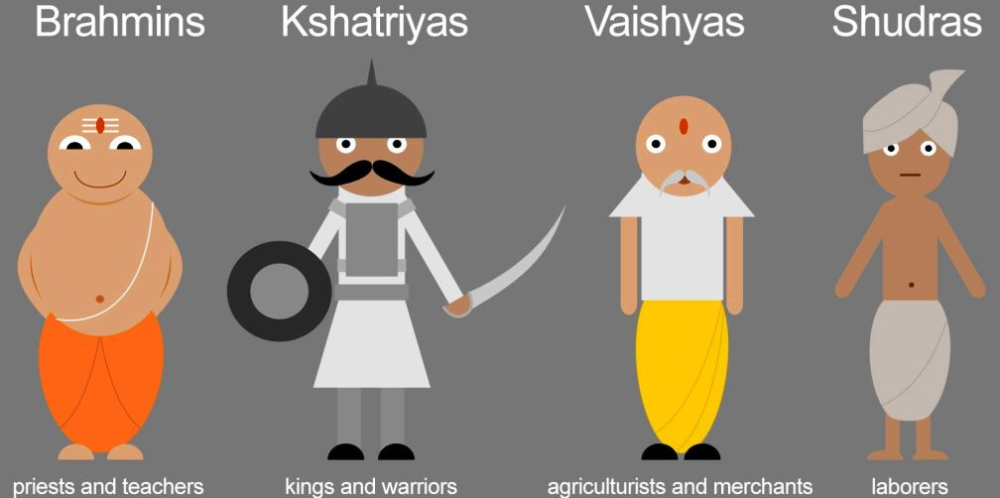 Brahmins
Kshatriyas
Vaishyas
Shudras
priests and teachers
kings and warriors
agriculturists and merchants
laborers